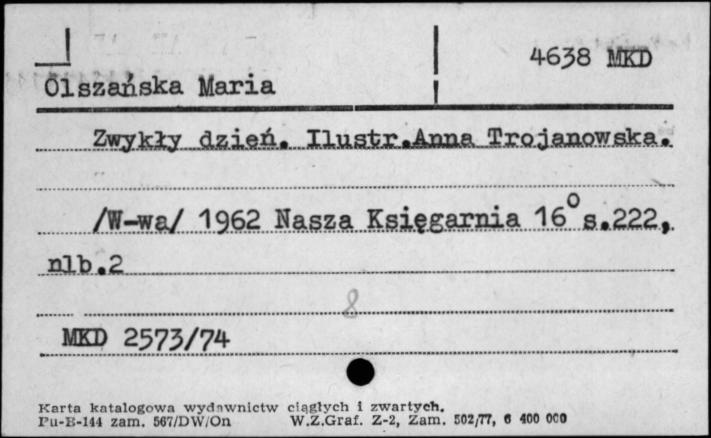 4638 MKD
Olszańska Maria
Zwykły dzień. Ilustr.Anna Trojanowska.
/W-wa/ 1962 Nasza Księgarnia 16° s.222,
nlb.2
8
MKD 2573/74
Karta katalogowa wydawnictw ciągłych i zwartych.
Pu-B-144 zam. 567/DW/On W.Z.Graf. Z-2, Zam. 502/77, 6 400 000